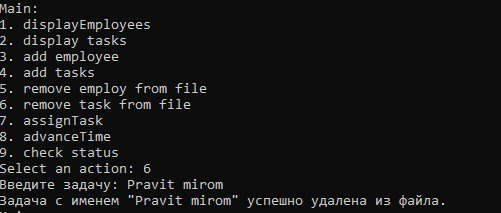 Main:
1. displayEmployees
2. display tasks
3. add employee
4. add tasks
5. remove employ from file
6. remove task from file
7. assignTask
8. advanceTime
9. check status
Select an action: 6
Введите задачу: Pravit mirom
Задача с именем "Pravit mirom" успешно удалена из файла.